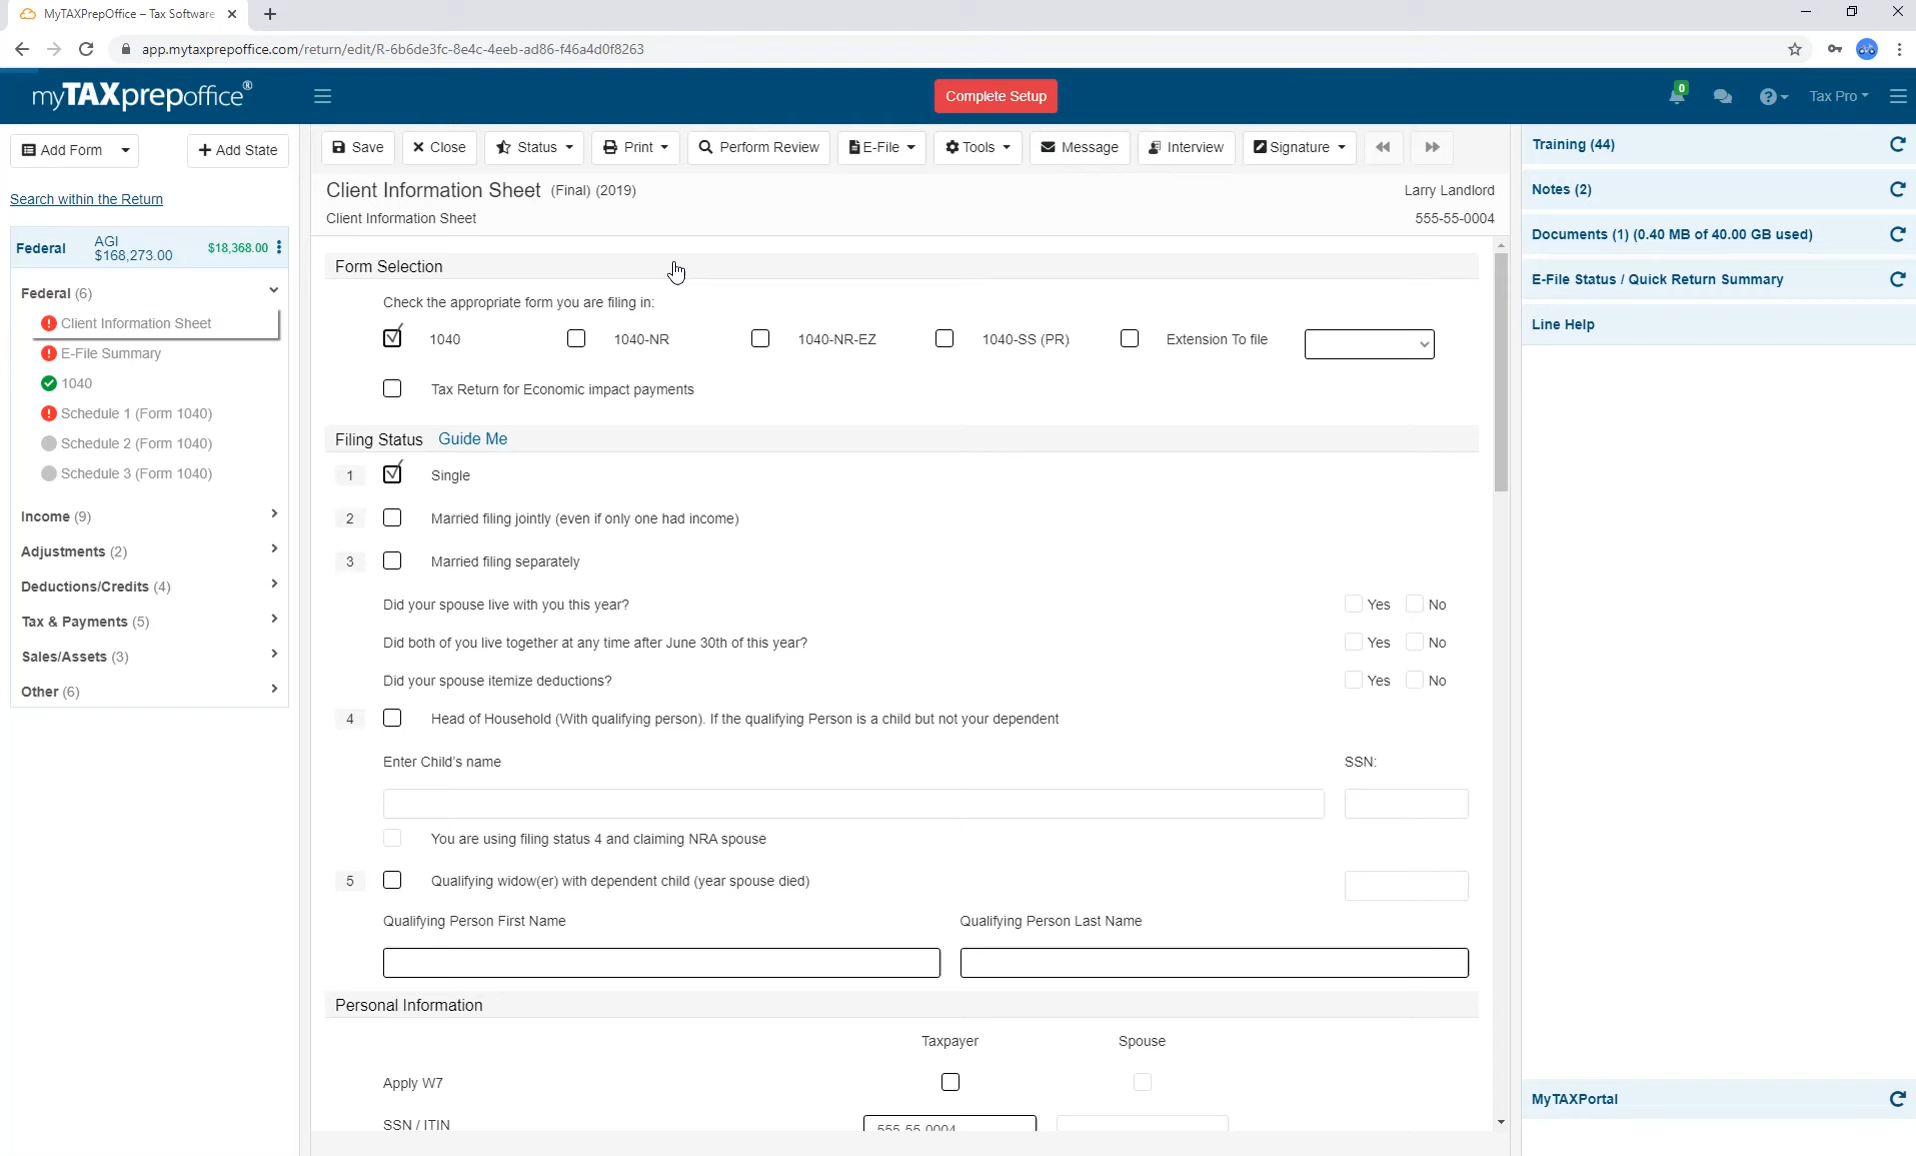 MyTAXPrepOffice – Tax Software
app.mytaxprepoffice.com/return/edit/R-6b6de3fc-8e4c-4eeb-ad86-f46a4d0f8263
myTAXprepoffice®
Complete Setup
0
Tax Pro
Add Form
Add State
Search within the Return
Federal AGI $168,273.00 $18,368.00
Federal (6)
Client Information Sheet
E-File Summary
1040
Schedule 1 (Form 1040)
Schedule 2 (Form 1040)
Schedule 3 (Form 1040)
Income (9)
Adjustments (2)
Deductions/Credits (4)
Tax & Payments (5)
Sales/Assets (3)
Other (6)
Save Close Status Print Perform Review E-File Tools Message Interview Signature
Client Information Sheet (Final) (2019) Larry Landlord
Client Information Sheet 555-55-0004
Form Selection
Check the appropriate form you are filing in:
1040 1040-NR 1040-NR-EZ 1040-SS (PR) Extension To file
Tax Return for Economic impact payments
Filing Status Guide Me
1 Single
2 Married filing jointly (even if only one had income)
3 Married filing separately
Did your spouse live with you this year? Yes No
Did both of you live together at any time after June 30th of this year? Yes No
Did your spouse itemize deductions? Yes No
4 Head of Household (With qualifying person). If the qualifying Person is a child but not your dependent
Enter Child's name SSN:
You are using filing status 4 and claiming NRA spouse
5 Qualifying widow(er) with dependent child (year spouse died)
Qualifying Person First Name Qualifying Person Last Name
Personal Information
Taxpayer Spouse
Apply W7
SSN / ITIN 555-55-0004
Training (44)
Notes (2)
Documents (1) (0.40 MB of 40.00 GB used)
E-File Status / Quick Return Summary
Line Help
MyTAXPortal